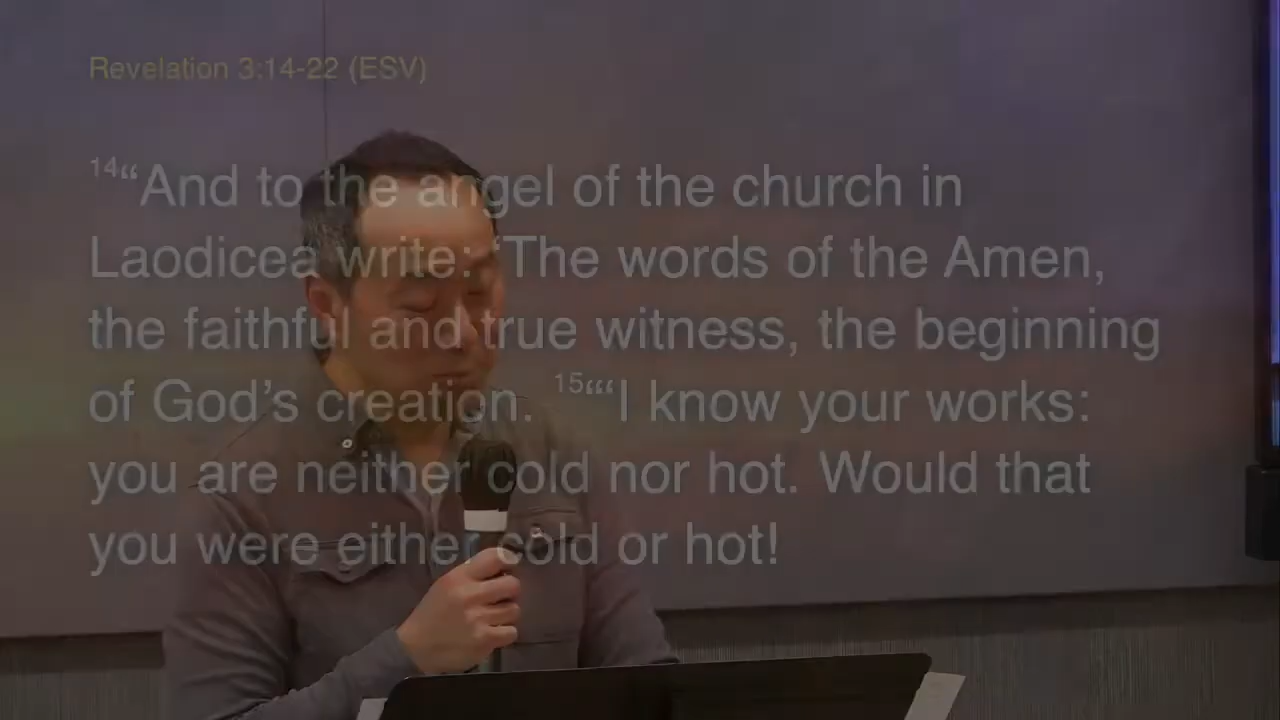 Revelation 3:14-22 (ESV)
14“And to the angel of the church in
Laodicea write: ‘The words of the Amen,
the faithful and true witness, the beginning
of God’s creation. 15“‘“I know your works:
you are neither cold nor hot. Would that
you were either cold or hot!